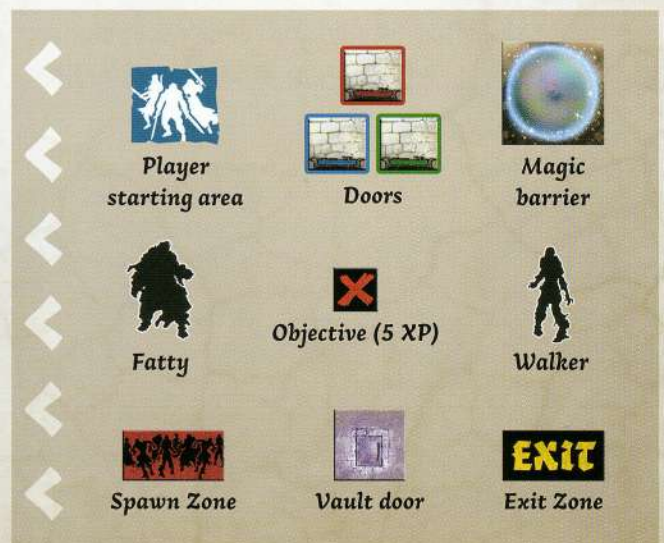 Player
starting area
Doors
Magic
barrier
Fatty
Objective (5 XP)
Walker
Spawn Zone
Vault door
EXIT
Exit Zone